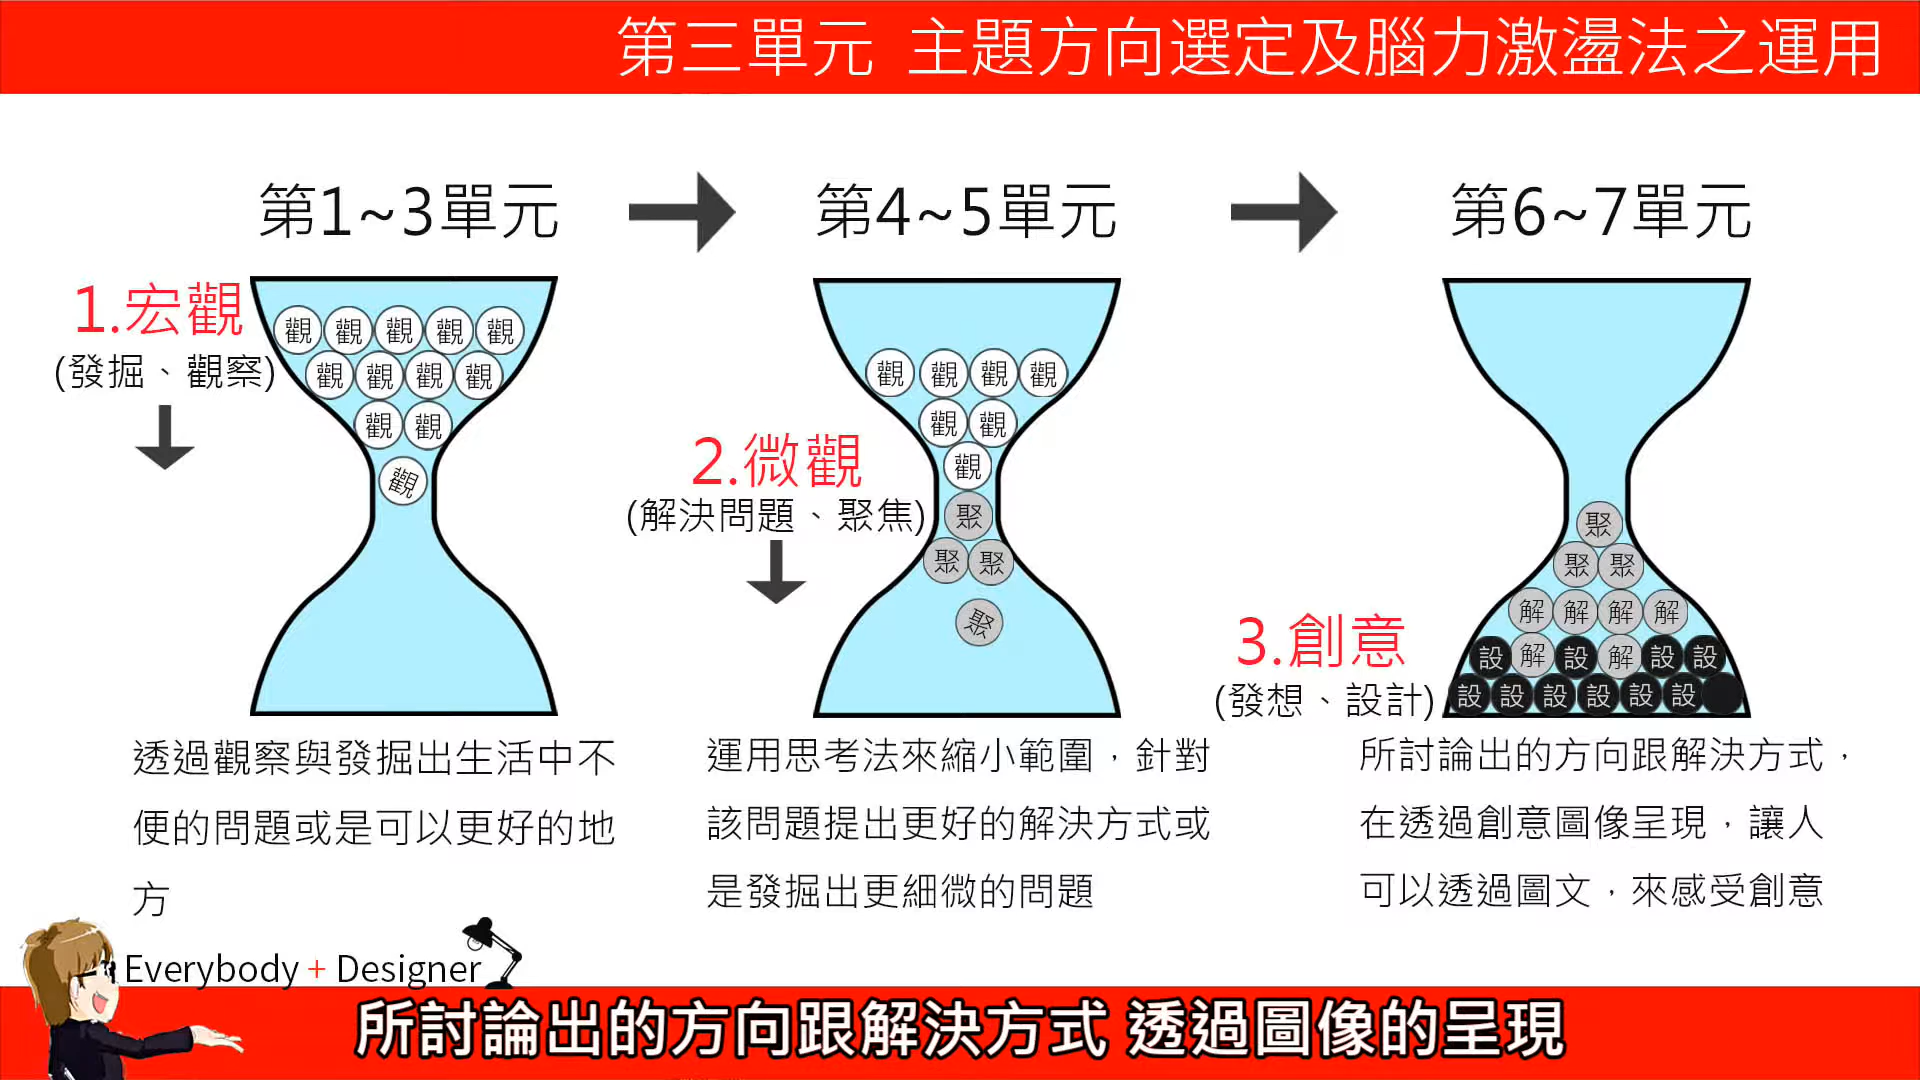 第三單元 主題方向選定及腦力激盪法之運用
第1~3單元
第4~5單元
第6~7單元
1.宏觀
(發掘、觀察)
觀 觀 觀 觀 觀
觀 觀 觀 觀
觀 觀
觀
透過觀察與發掘出生活中不
便的問題或是可以更好的地
方
2.微觀
(解決問題、聚焦)
觀 觀 觀 觀
觀 觀
觀
聚
聚 聚
聚
運用思考法來縮小範圍，針對
該問題提出更好的解決方式或
是發掘出更細微的問題
3.創意
(發想、設計)
聚
聚 聚
解 解 解 解
設 解 設 解 設 設
設 設 設 設 設 設
所討論出的方向跟解決方式，
在透過創意圖像呈現，讓人
可以透過圖文，來感受創意
Everybody + Designer
所討論出的方向跟解決方式 透過圖像的呈現